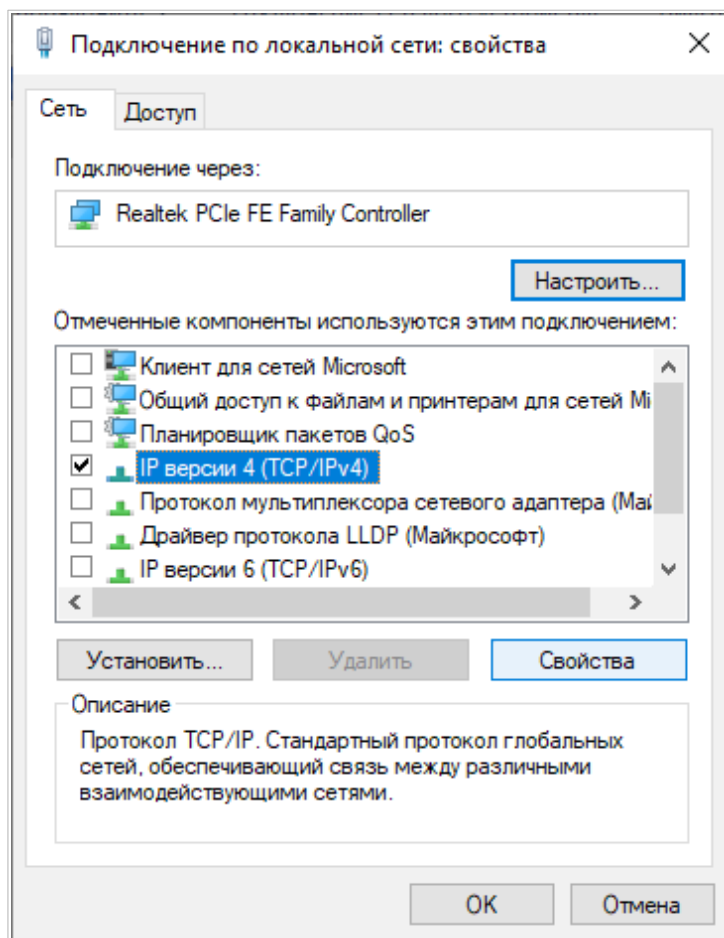 Подключение по локальной сети: свойства
Сеть
Доступ
Подключение через:
Realtek PCIe FE Family Controller
Настроить...
Отмеченные компоненты используются этим подключением:
Клиент для сетей Microsoft
Общий доступ к файлам и принтерам для сетей Mi
Планировщик пакетов QoS
IP версии 4 (TCP/IPv4)
Протокол мультиплексора сетевого адаптера (Май
Драйвер протокола LLDP (Майкрософт)
IP версии 6 (TCP/IPv6)
Установить...
Удалить
Свойства
Описание
Протокол TCP/IP. Стандартный протокол глобальных
сетей, обеспечивающий связь между различными
взаимодействующими сетями.
OK
Отмена